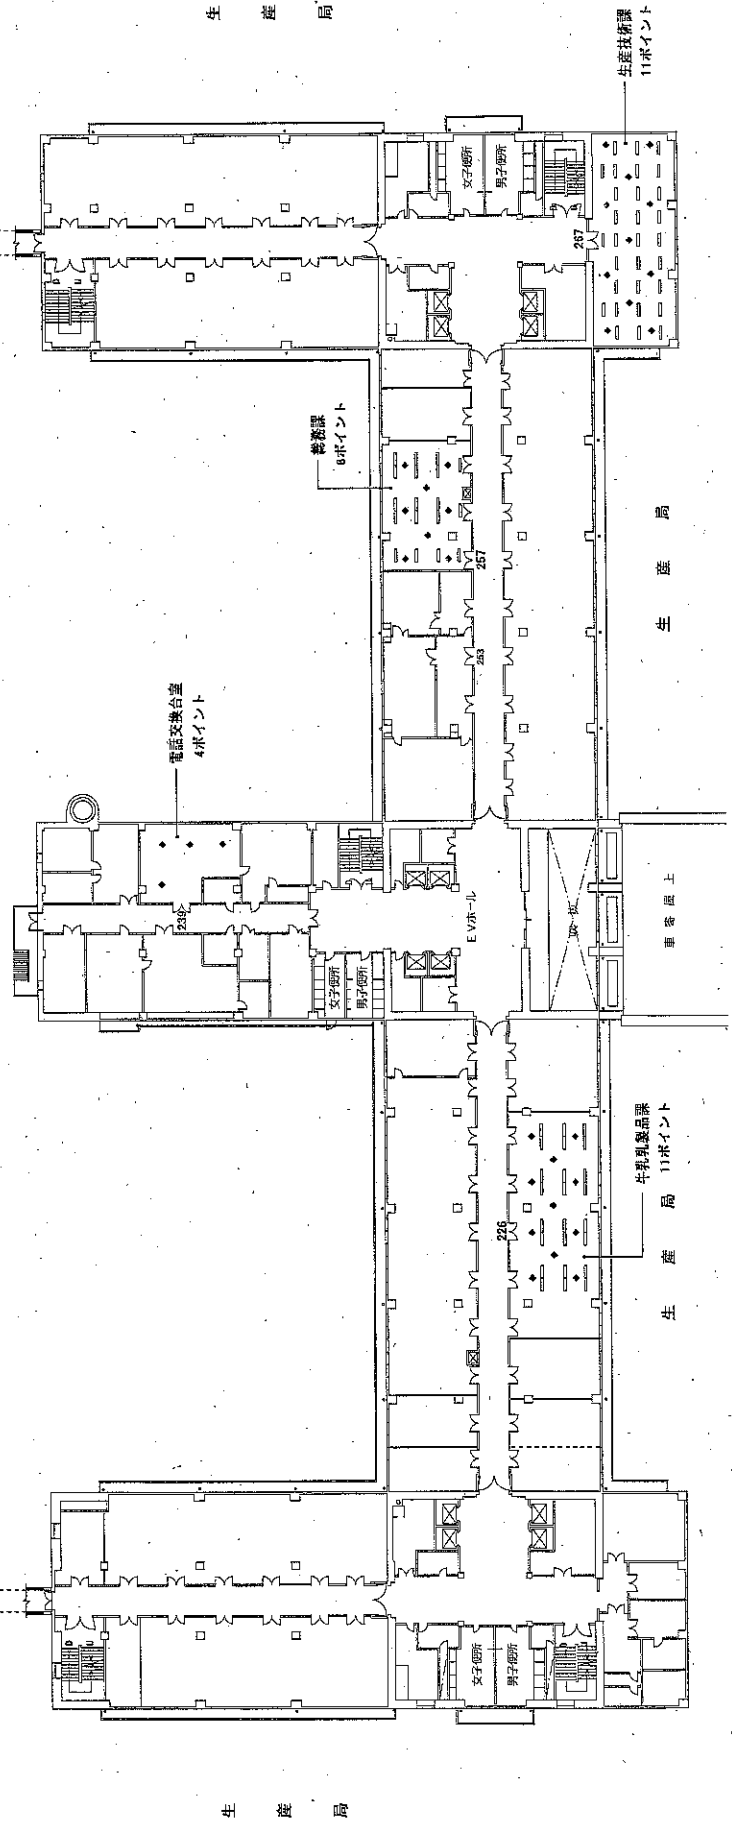 生産局
生産技術課
11ポイント
女子便所
男子便所
267
総務課
8ポイント
257
253
生産局
電話交換台室
4ポイント
239
EVホール
女子便所
男子便所
車寄屋上
牛乳乳製品課
11ポイント
226
生産局
女子便所
男子便所
生産局